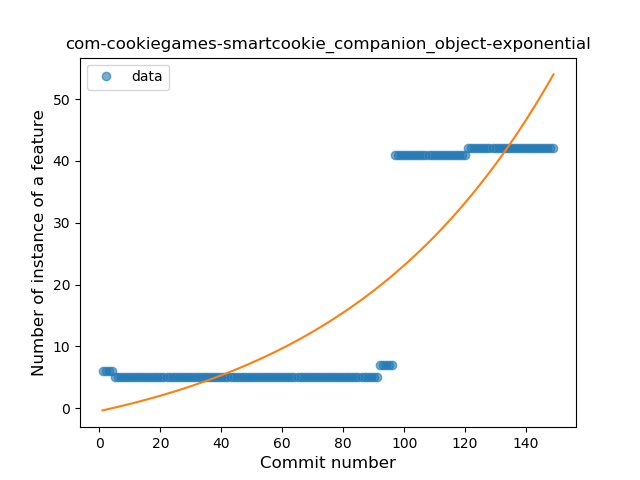 com-cookiegames-smartcookie_companion_object-exponential
data
Number of instance of a feature
50
40
30
20
10
0
0 20 40 60 80 100 120 140
Commit number